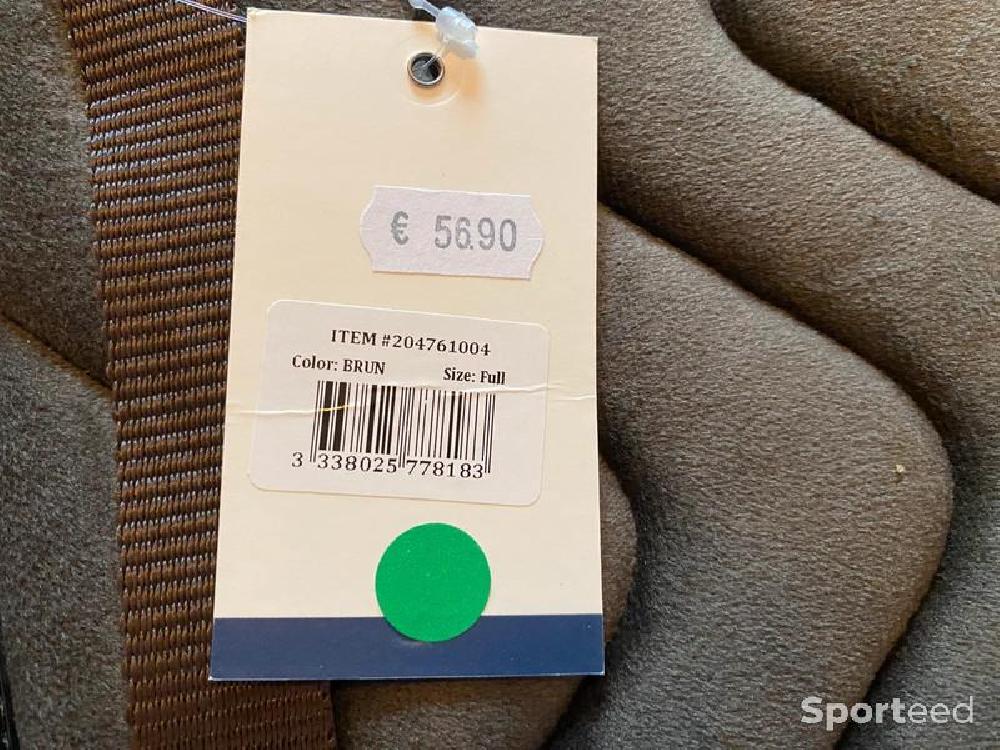 € 56.90
ITEM #204761004
Color: BRUN Size: Full
3 338025 778183
Sporteed